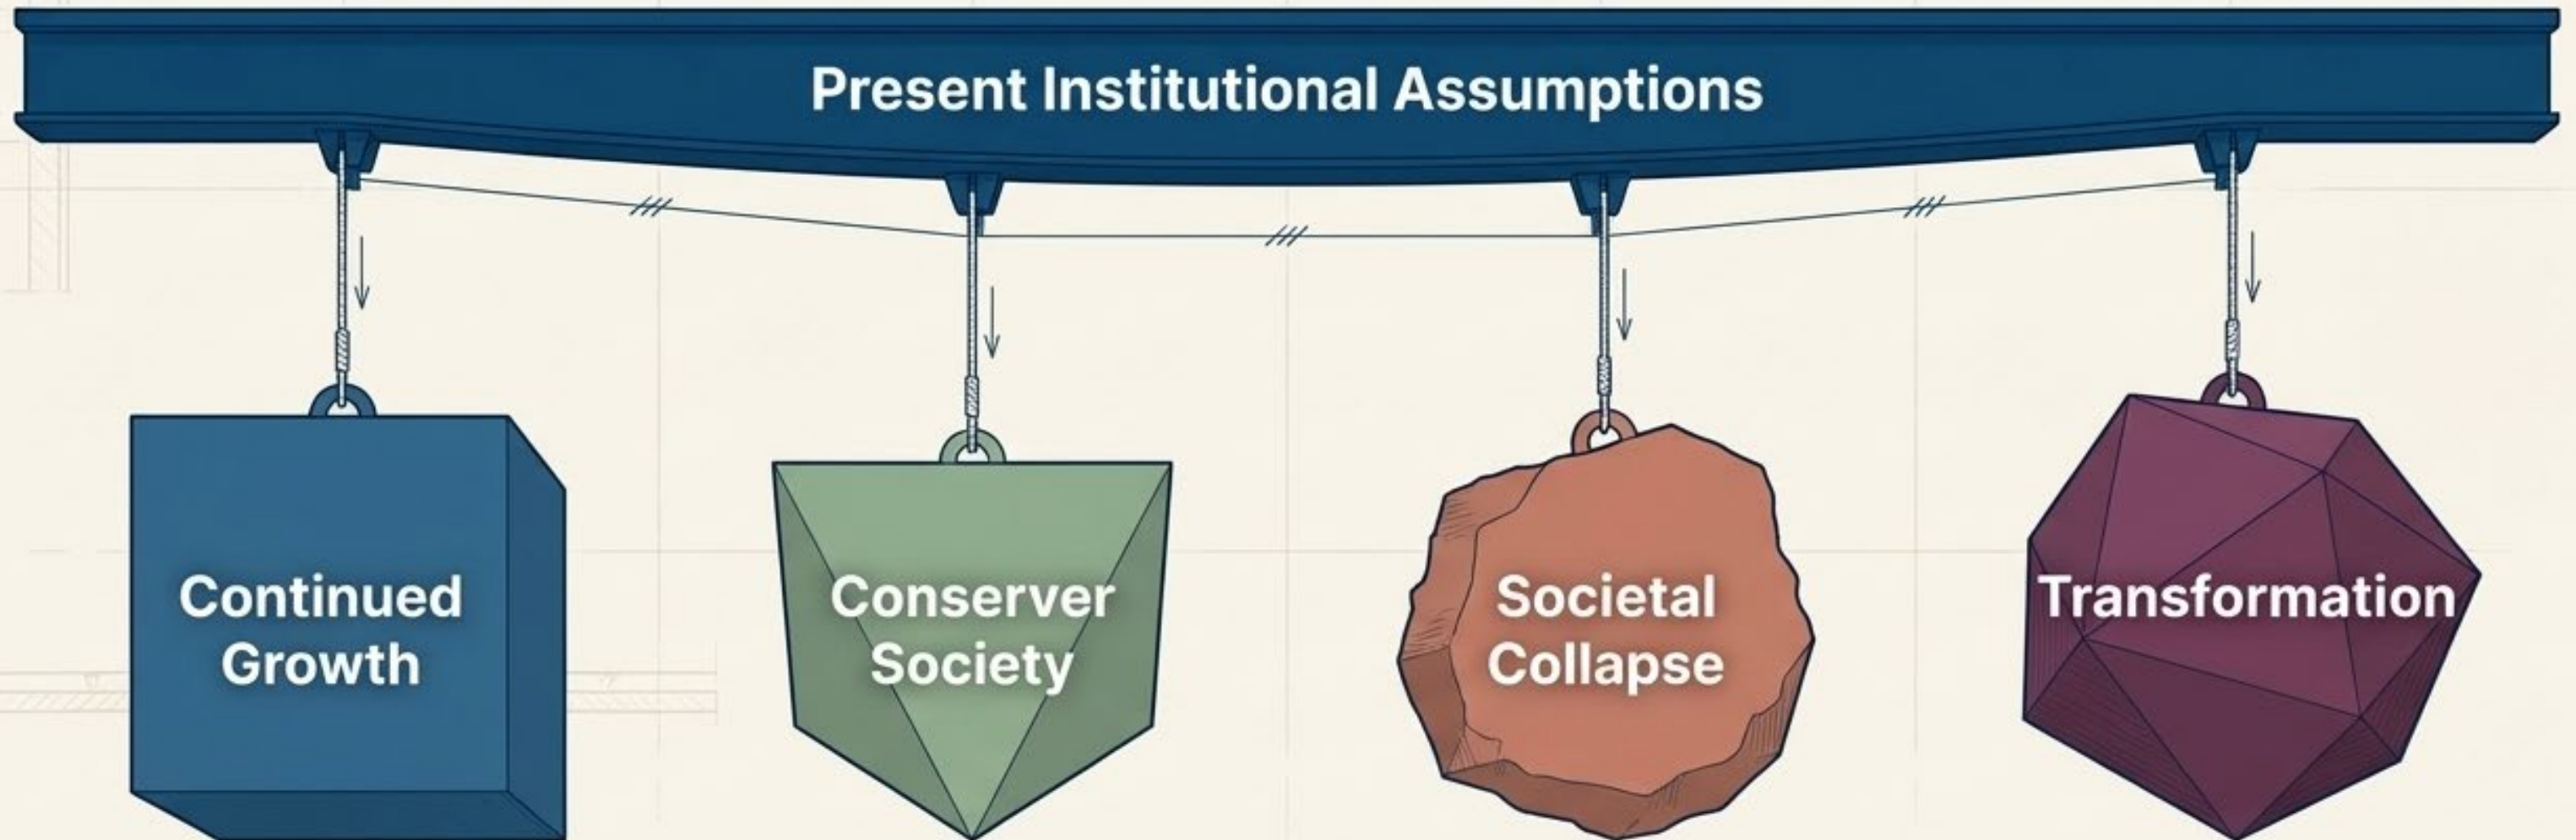 Present Institutional Assumptions
Continued
Growth
Conserver
Society
Societal
Collapse
Transformation